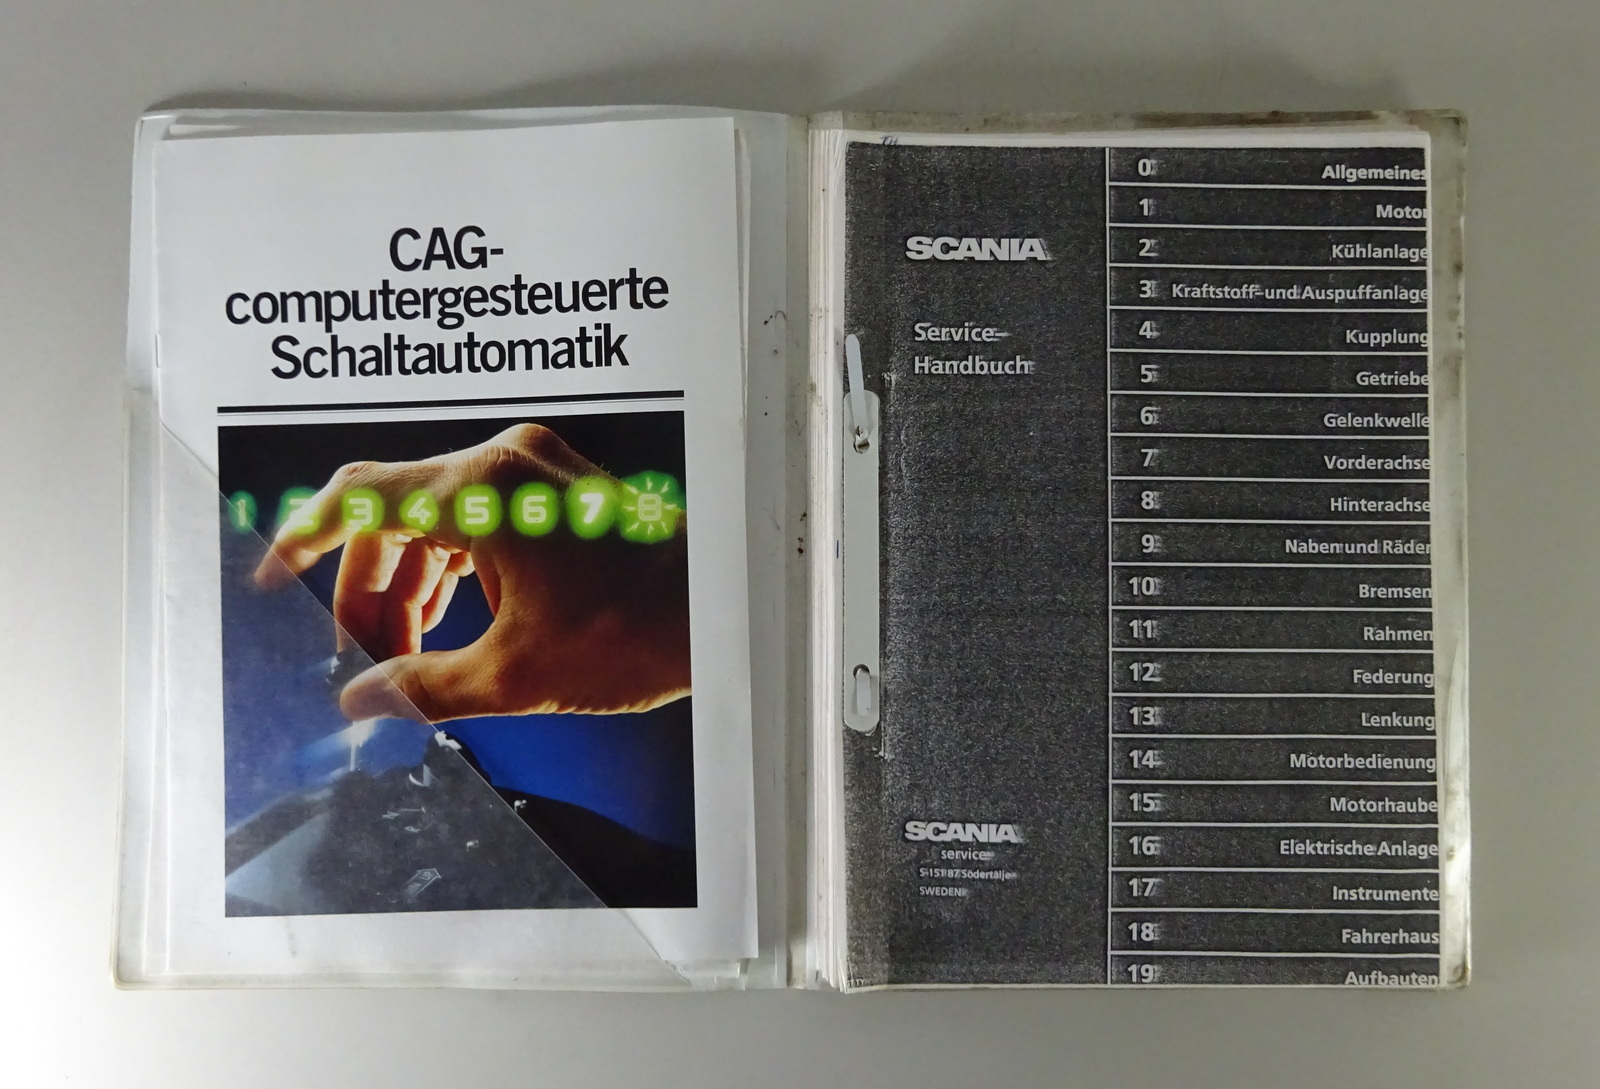 CAG-
computergesteuerte
Schaltautomatik
1 2 3 4 5 6 7 8
SCANIA
Service-
Handbuch
SCANIA
service
S-151 87 Södertälje
SWEDEN
0 Allgemeines
1 Motor
2 Kühlanlage
3 Kraftstoff-und Auspuffanlage
4 Kupplung
5 Getriebe
6 Gelenkwelle
7 Vorderachse
8 Hinterachse
9 Naben und Räder
10 Bremsen
11 Rahmen
12 Federung
13 Lenkung
14 Motorbedienung
15 Motorhaube
16 Elektrische Anlage
17 Instrumente
18 Fahrerhaus
19 Aufbauten